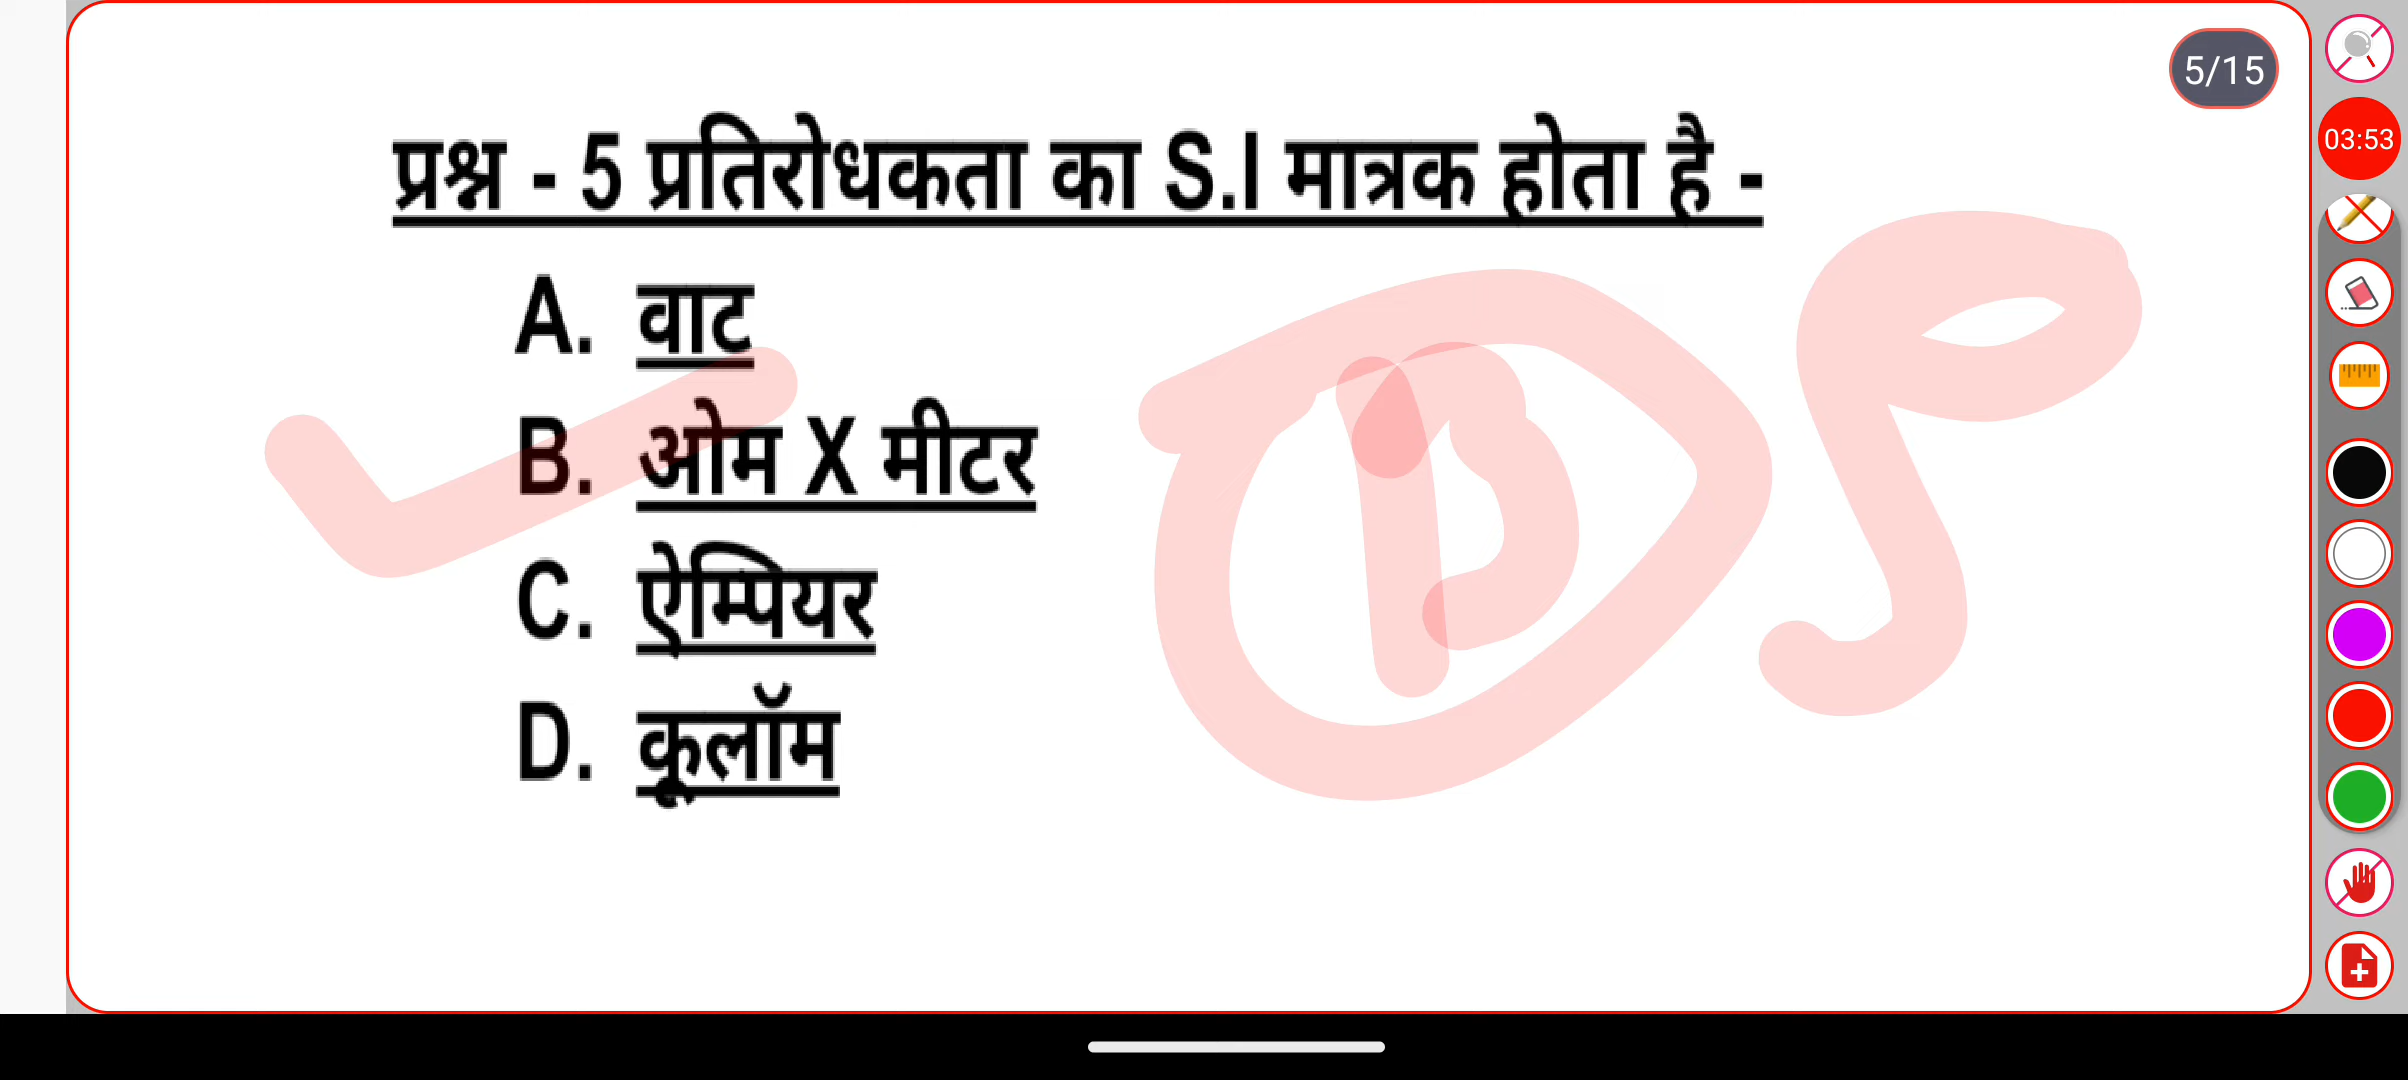 5/15
03:53
प्रश्न - 5 प्रतिरोधकता का S.I मात्रक होता है -
A. वाट
B. ओम X मीटर
C. ऐम्पियर
D. कूलॉम